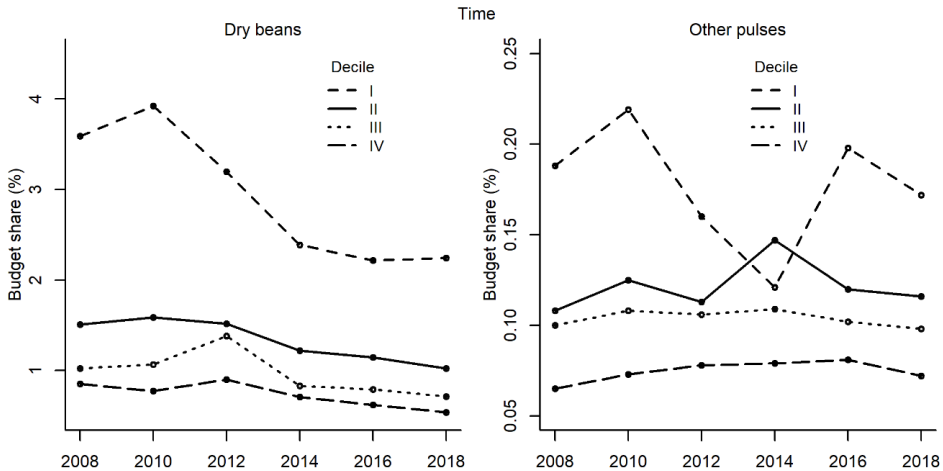 Time
Dry beans
Decile
I
II
III
IV
Budget share (%)
4
3
2
1
2008 2010 2012 2014 2016 2018
Other pulses
Decile
I
II
III
IV
Budget share (%)
0.25
0.20
0.15
0.10
0.05
2008 2010 2012 2014 2016 2018